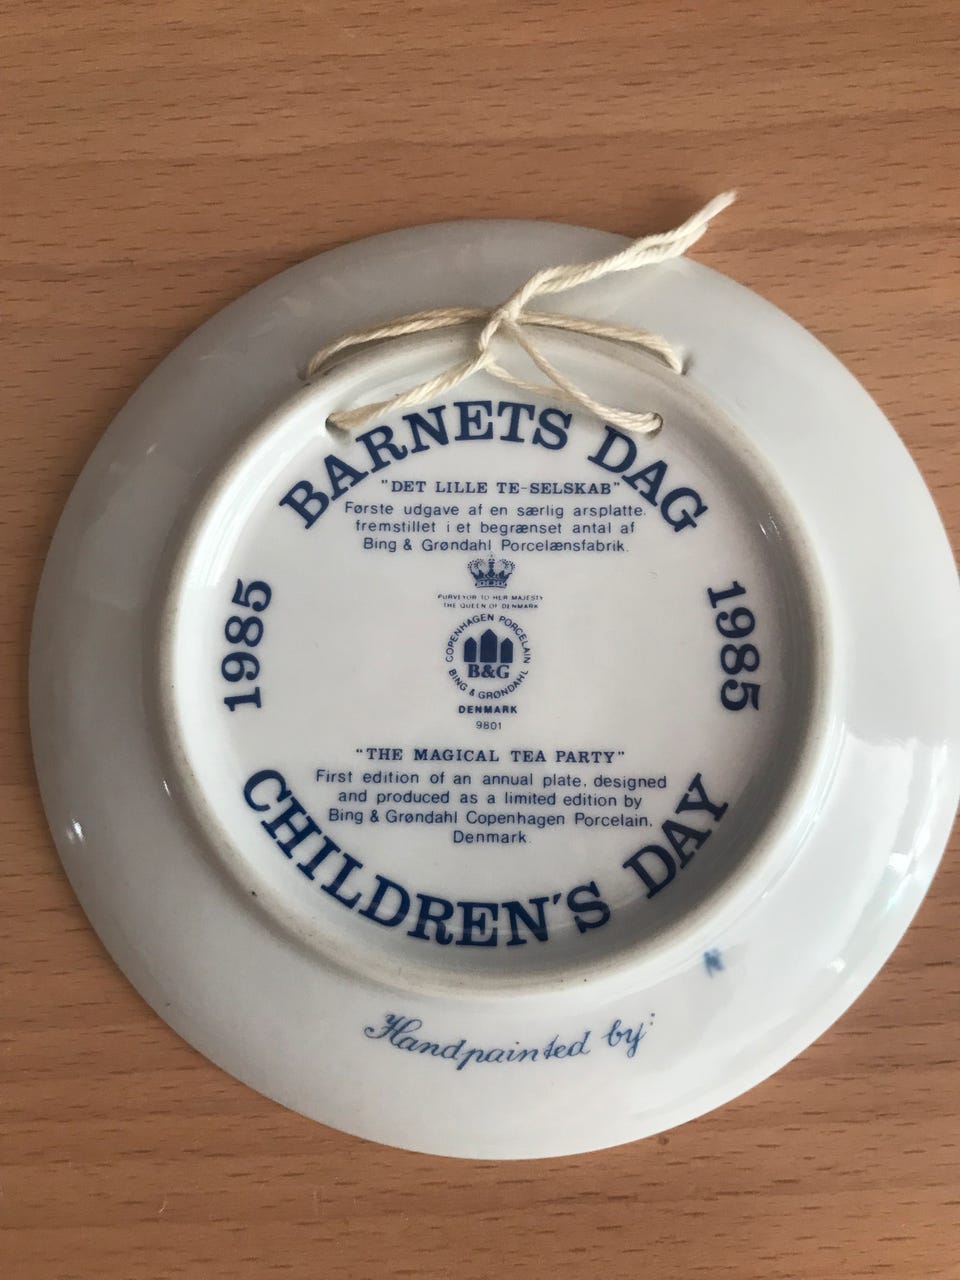 BARNETS DAG
"DET LILLE TE-SELSKAB"
Første udgave af en særlig arsplatte,
fremstillet i et begrænset antal af
Bing & Grøndahl Porcelænsfabrik.
1985
1985
PURVEYOR TO HER MAJESTY
THE QUEEN OF DENMARK
COPENHAGEN PORCELAIN
B&G
BING & GRØNDAHL
DENMARK
9801
"THE MAGICAL TEA PARTY"
First edition of an annual plate, designed
and produced as a limited edition by
Bing & Grøndahl Copenhagen Porcelain,
Denmark.
CHILDREN'S DAY
Handpainted by: